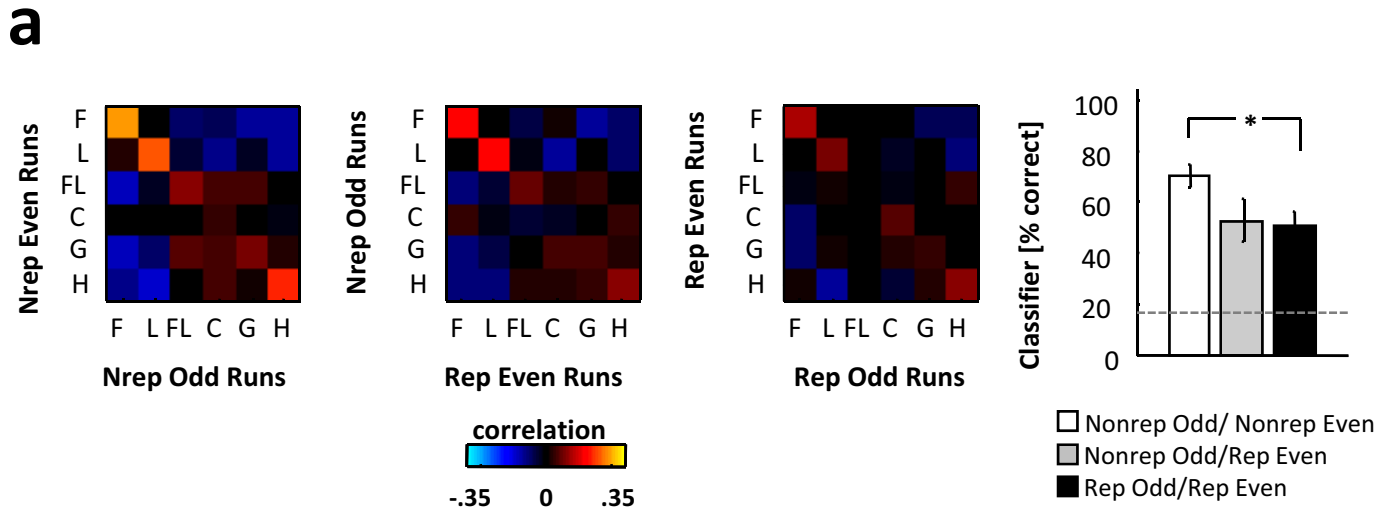 a
Nrep Even Runs
F
L
FL
C
G
H
F L FL C G H
Nrep Odd Runs
Nrep Odd Runs
F
L
FL
C
G
H
F L FL C G H
Rep Even Runs
correlation
-.35 0 .35
Rep Even Runs
F
L
FL
C
G
H
F L FL C G H
Rep Odd Runs
Classifier [% correct]
100
80
60
40
20
0
*
Nonrep Odd/ Nonrep Even
Nonrep Odd/Rep Even
Rep Odd/Rep Even